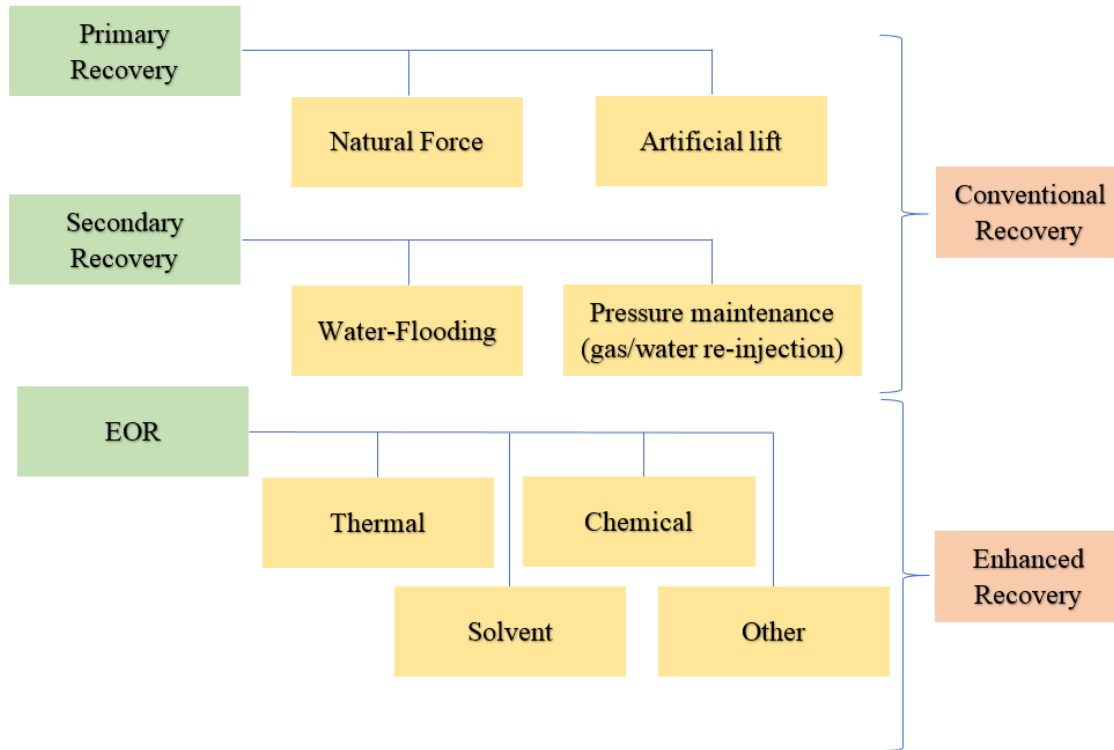 Primary
Recovery
Natural Force
Artificial lift
Secondary
Recovery
Water-Flooding
Pressure maintenance
(gas/water re-injection)
Conventional
Recovery
EOR
Thermal
Chemical
Solvent
Other
Enhanced
Recovery